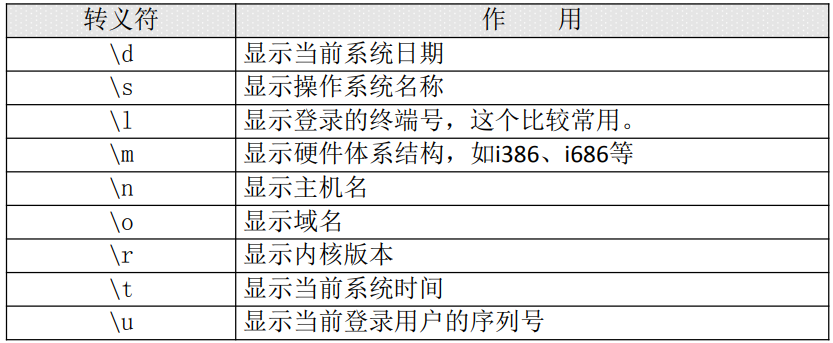 转义符 作 用
\d 显示当前系统日期
\s 显示操作系统名称
\l 显示登录的终端号，这个比较常用。
\m 显示硬件体系结构，如i386、i686等
\n 显示主机名
\o 显示域名
\r 显示内核版本
\t 显示当前系统时间
\u 显示当前登录用户的序列号